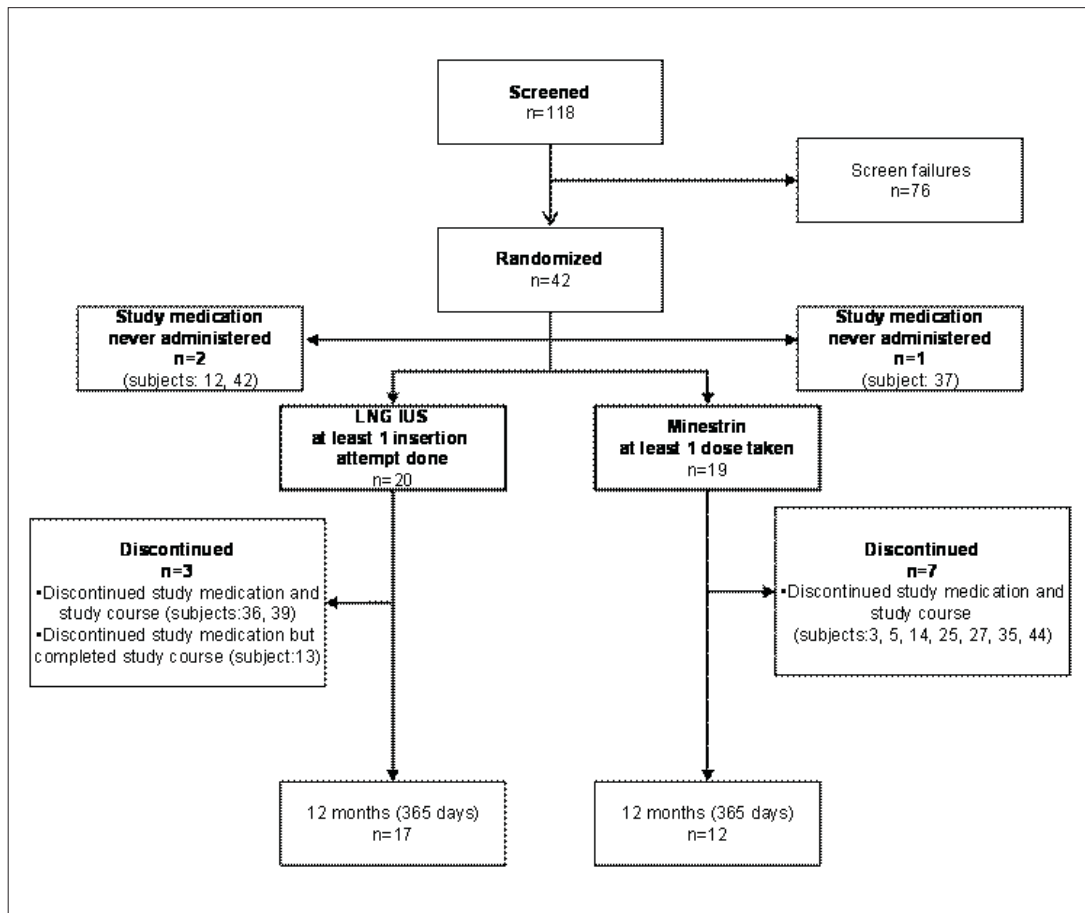 Screened
n=118
Screen failures
n=76
Randomized
n=42
Study medication
never administered
n=2
(subjects: 12, 42)
Study medication
never administered
n=1
(subject: 37)
LNG IUS
at least 1 insertion
attempt done
n=20
Minestrin
at least 1 dose taken
n=19
Discontinued
n=3
▪Discontinued study medication and
study course (subjects:36, 39)
▪Discontinued study medication but
completed study course (subject:13)
Discontinued
n=7
▪Discontinued study medication and
study course
(subjects:3, 5, 14, 25, 27, 35, 44)
12 months (365 days)
n=17
12 months (365 days)
n=12